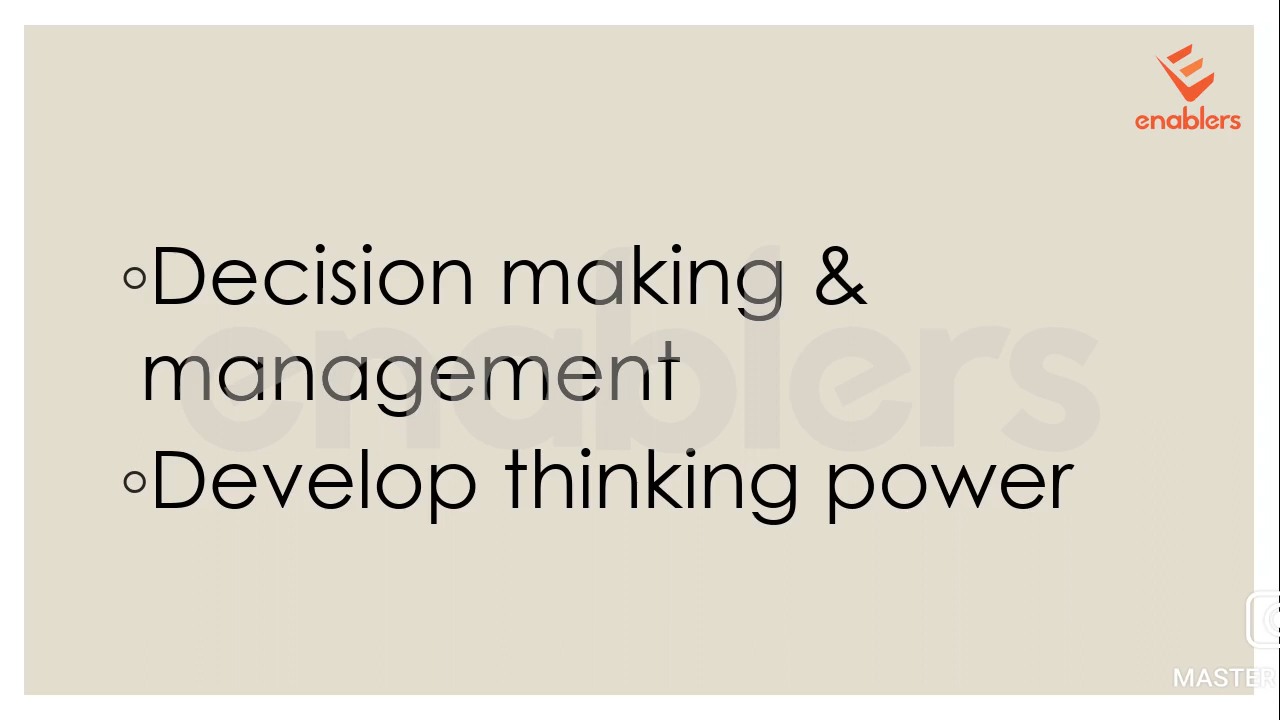 enablers
◦Decision making &
management
enablers
◦Develop thinking power
MASTER